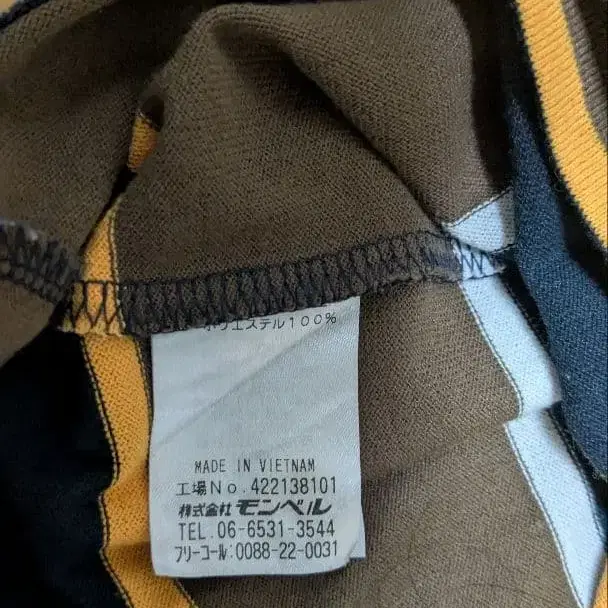 ポリエステル100%
MADE IN VIETNAM
工場No.422138101
株式会社モンベル
TEL.06-6531-3544
フリーコール:0088-22-0031